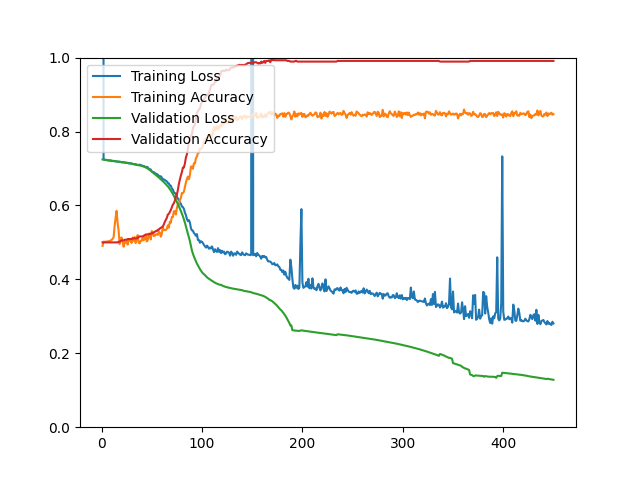 1.0
0.8
0.6
0.4
0.2
0.0
0 100 200 300 400
Training Loss
Training Accuracy
Validation Loss
Validation Accuracy